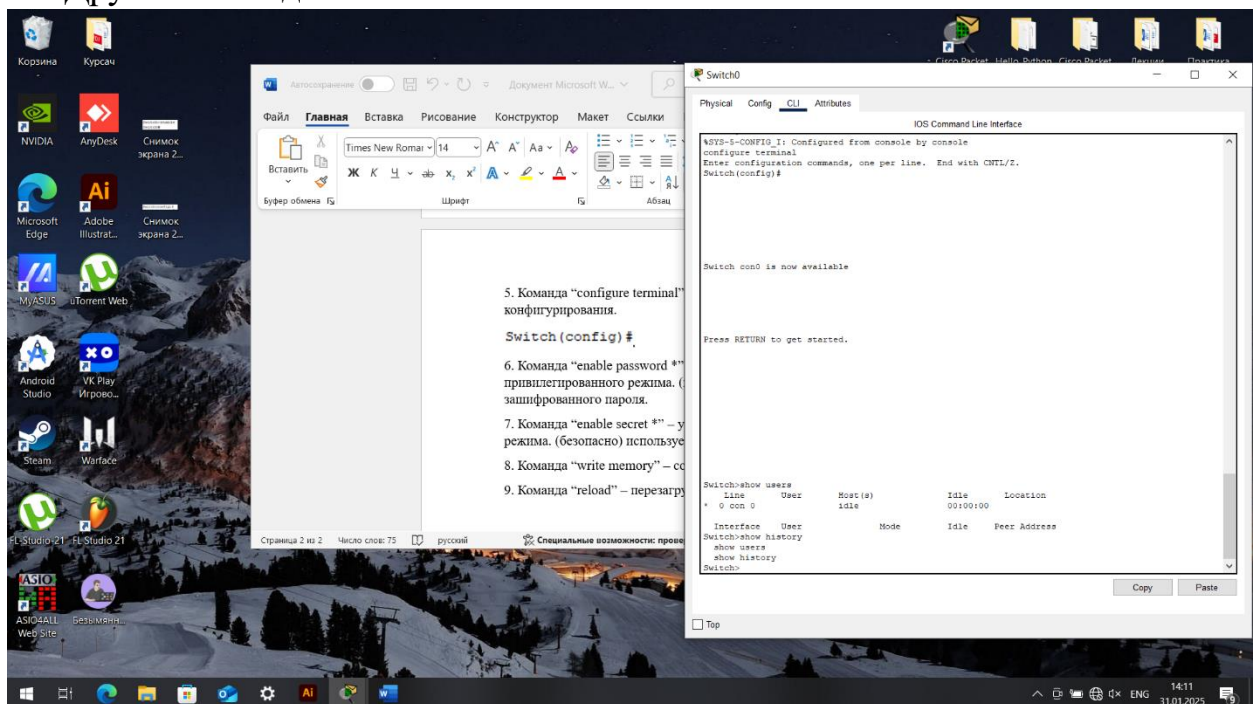 Корзина
Курсач
NVIDIA
AnyDesk
Снимок экрана 2...
Microsoft Edge
Adobe Illustrat...
Снимок экрана 2...
MyASUS
uTorrent Web
Android Studio
VK Play Игрово...
Steam
Warface
FL-Studio-21
FL Studio 21
ASIO4ALL Web Site
Безымянн...
Cisco Packet
Hello Python
Cisco Packet
Лекции
Практика
Автосохранение
Документ Microsoft W...
Файл Главная Вставка Рисование Конструктор Макет Ссылки
Вставить
Times New Romar 14
Ж К Ч
Буфер обмена
Шрифт
Абзац
5. Команда “configure terminal”
конфигурирования.
Switch(config)#
6. Команда “enable password *”
привилегированного режима. (
зашифрованного пароля.
7. Команда “enable secret *” – у
режима. (безопасно) используе
8. Команда “write memory” – со
9. Команда “reload” – перезагру
Страница 2 из 2 Число слов: 75 русский Специальные возможности: прове
Switch0
Physical Config CLI Attributes
IOS Command Line Interface
%SYS-5-CONFIG_I: Configured from console by console
configure terminal
Enter configuration commands, one per line. End with CNTL/Z.
Switch(config)#
Switch con0 is now available
Press RETURN to get started.
Switch>show users
Line User Host(s) Idle Location
* 0 con 0 idle 00:00:00
Interface User Mode Idle Peer Address
Switch>show history
show users
show history
Switch>
Copy Paste
Top
ENG
14:11
31.01.2025